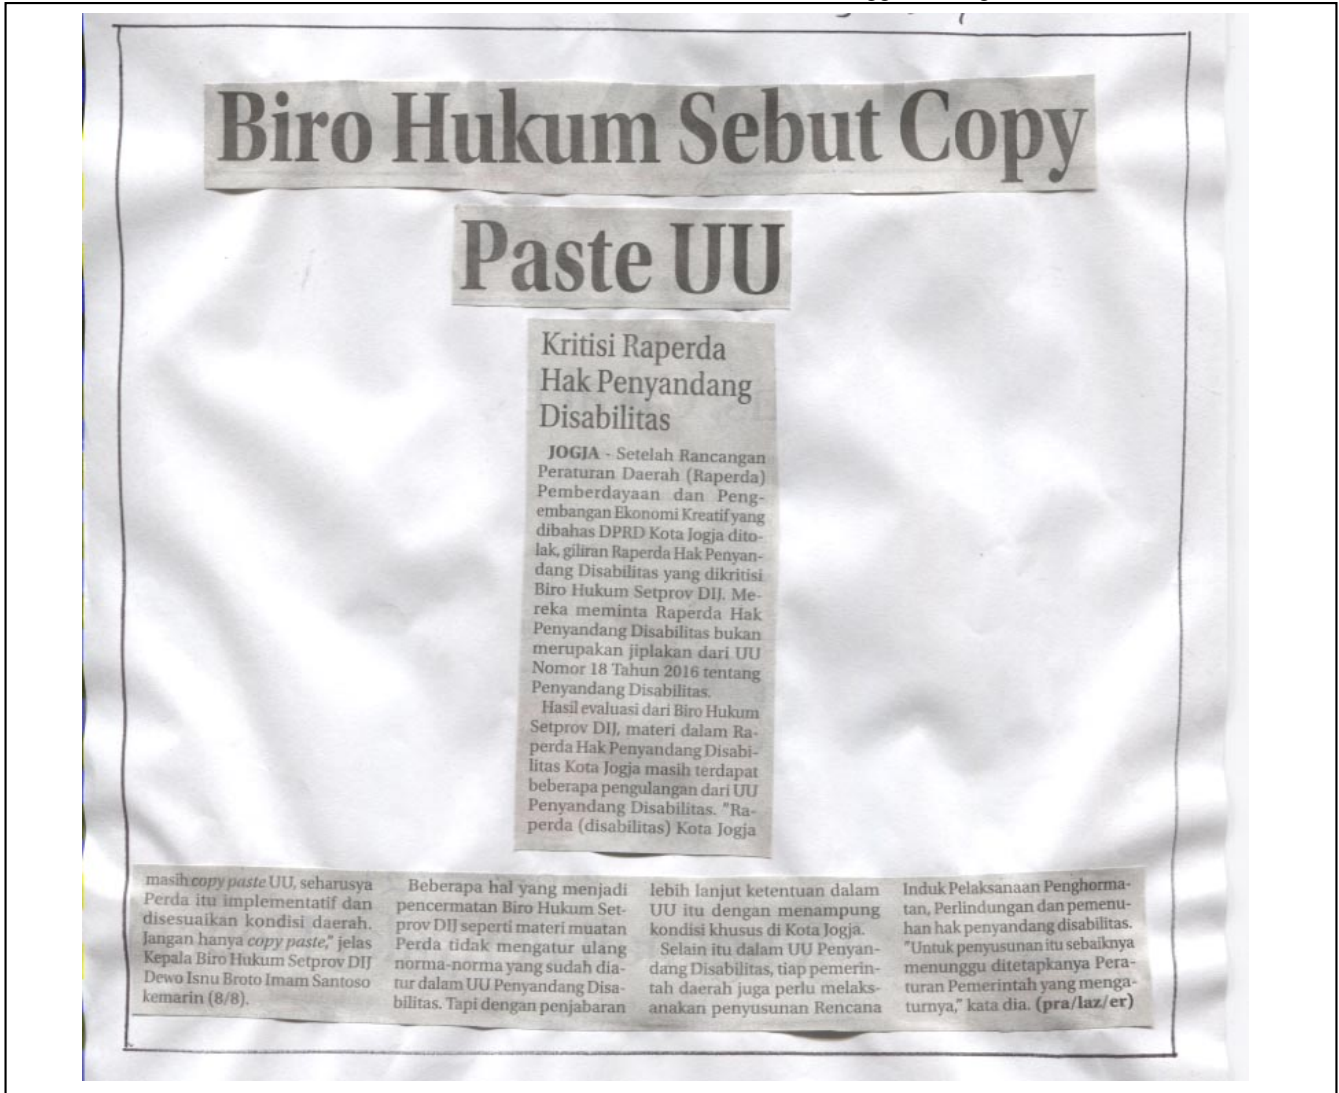 Biro Hukum Sebut Copy
Paste UU
Kritisi Raperda
Hak Penyandang
Disabilitas
JOGJA - Setelah Rancangan
Peraturan Daerah (Raperda)
Pemberdayaan dan Peng-
embangan Ekonomi Kreatif yang
dibahas DPRD Kota Jogja dito-
lak, giliran Raperda Hak Penyan-
dang Disabilitas yang dikritisi
Biro Hukum Setprov DIJ. Me-
reka meminta Raperda Hak
Penyandang Disabilitas bukan
merupakan jiplakan dari UU
Nomor 18 Tahun 2016 tentang
Penyandang Disabilitas.
Hasil evaluasi dari Biro Hukum
Setprov DIJ, materi dalam Ra-
perda Hak Penyandang Disabi-
litas Kota Jogja masih terdapat
beberapa pengulangan dari UU
Penyandang Disabilitas. "Ra-
perda (disabilitas) Kota Jogja
masih copy paste UU, seharusya
Perda itu implementatif dan
disesuaikan kondisi daerah.
Jangan hanya copy paste," jelas
Kepala Biro Hukum Setprov DIJ
Dewo Isnu Broto Imam Santoso
kemarin (8/8).
Beberapa hal yang menjadi
pencermatan Biro Hukum Set-
prov DIJ seperti materi muatan
Perda tidak mengatur ulang
norma-norma yang sudah dia-
tur dalam UU Penyandang Disa-
bilitas. Tapi dengan penjabaran
lebih lanjut ketentuan dalam
UU itu dengan menampung
kondisi khusus di Kota Jogja.
Selain itu dalam UU Penyan-
dang Disabilitas, tiap pemerin-
tah daerah juga perlu melaks-
anakan penyusunan Rencana
Induk Pelaksanaan Penghorma-
tan, Perlindungan dan pemenu-
han hak penyandang disabilitas.
"Untuk penyusunan itu sebaiknya
menunggu ditetapkanya Pera-
turan Pemerintah yang menga-
turnya," kata dia. (pra/laz/er)